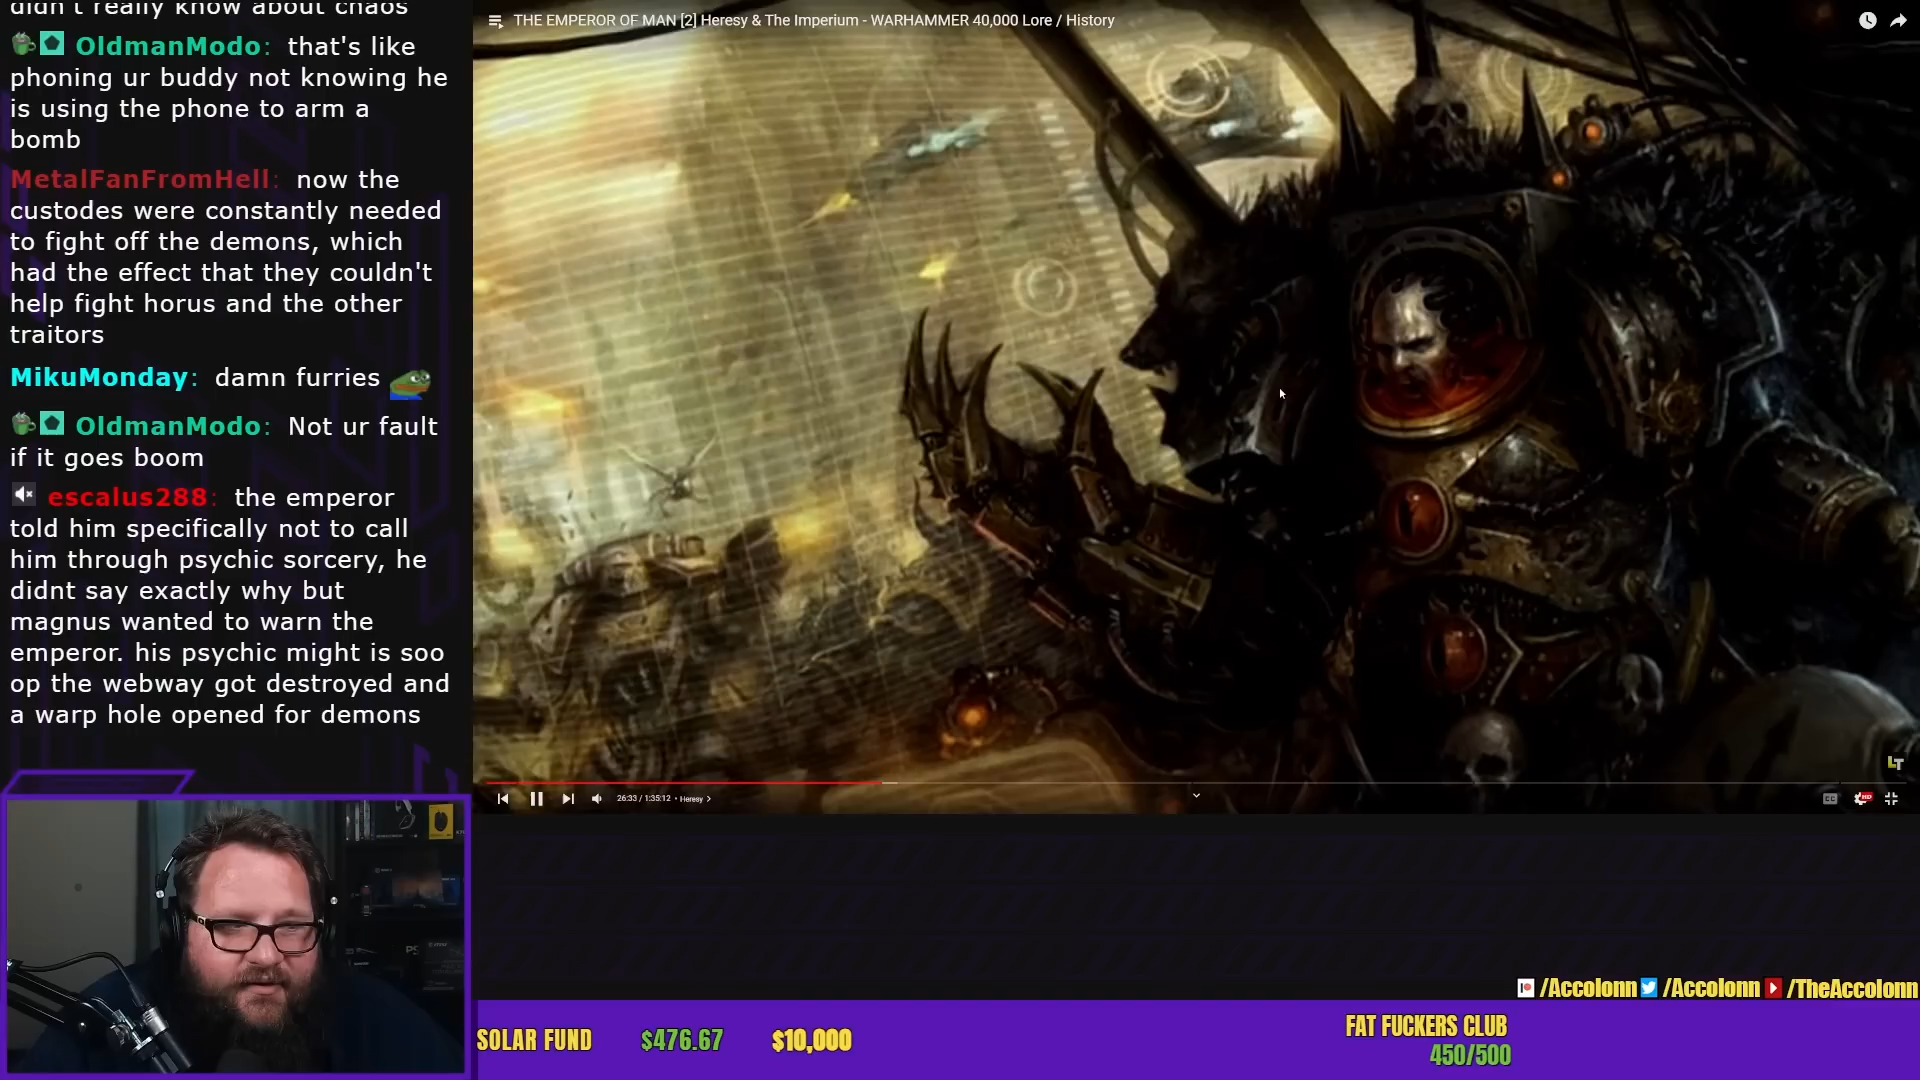 didn't really know about chaos
OldmanModo: that's like
phoning ur buddy not knowing he
is using the phone to arm a
bomb
MetalFanFromHell: now the
custodes were constantly needed
to fight off the demons, which
had the effect that they couldn't
help fight horus and the other
traitors
MikuMonday: damn furries
OldmanModo: Not ur fault
if it goes boom
escalus288: the emperor
told him specifically not to call
him through psychic sorcery, he
didnt say exactly why but
magnus wanted to warn the
emperor. his psychic might is soo
op the webway got destroyed and
a warp hole opened for demons
THE EMPEROR OF MAN [2] Heresy & The Imperium - WARHAMMER 40,000 Lore / History
LT
26:33 / 1:35:12 • Heresy >
CC
HD
/Accolonn /Accolonn /TheAccolonn
SOLAR FUND $476.67 $10,000
FAT FUCKERS CLUB
450/500